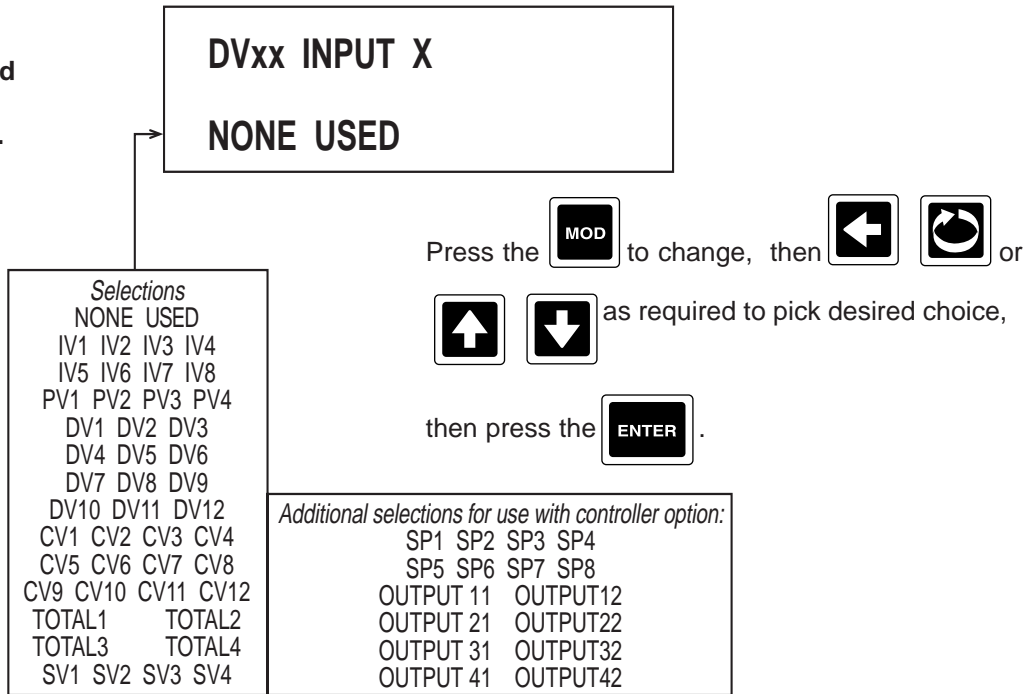 d
.
DVxx INPUT X
NONE USED
Press the MOD to change, then or
as required to pick desired choice,
then press the ENTER .
Selections
NONE USED
IV1 IV2 IV3 IV4
IV5 IV6 IV7 IV8
PV1 PV2 PV3 PV4
DV1 DV2 DV3
DV4 DV5 DV6
DV7 DV8 DV9
DV10 DV11 DV12
CV1 CV2 CV3 CV4
CV5 CV6 CV7 CV8
CV9 CV10 CV11 CV12
TOTAL1 TOTAL2
TOTAL3 TOTAL4
SV1 SV2 SV3 SV4
Additional selections for use with controller option:
SP1 SP2 SP3 SP4
SP5 SP6 SP7 SP8
OUTPUT 11 OUTPUT12
OUTPUT 21 OUTPUT22
OUTPUT 31 OUTPUT32
OUTPUT 41 OUTPUT42